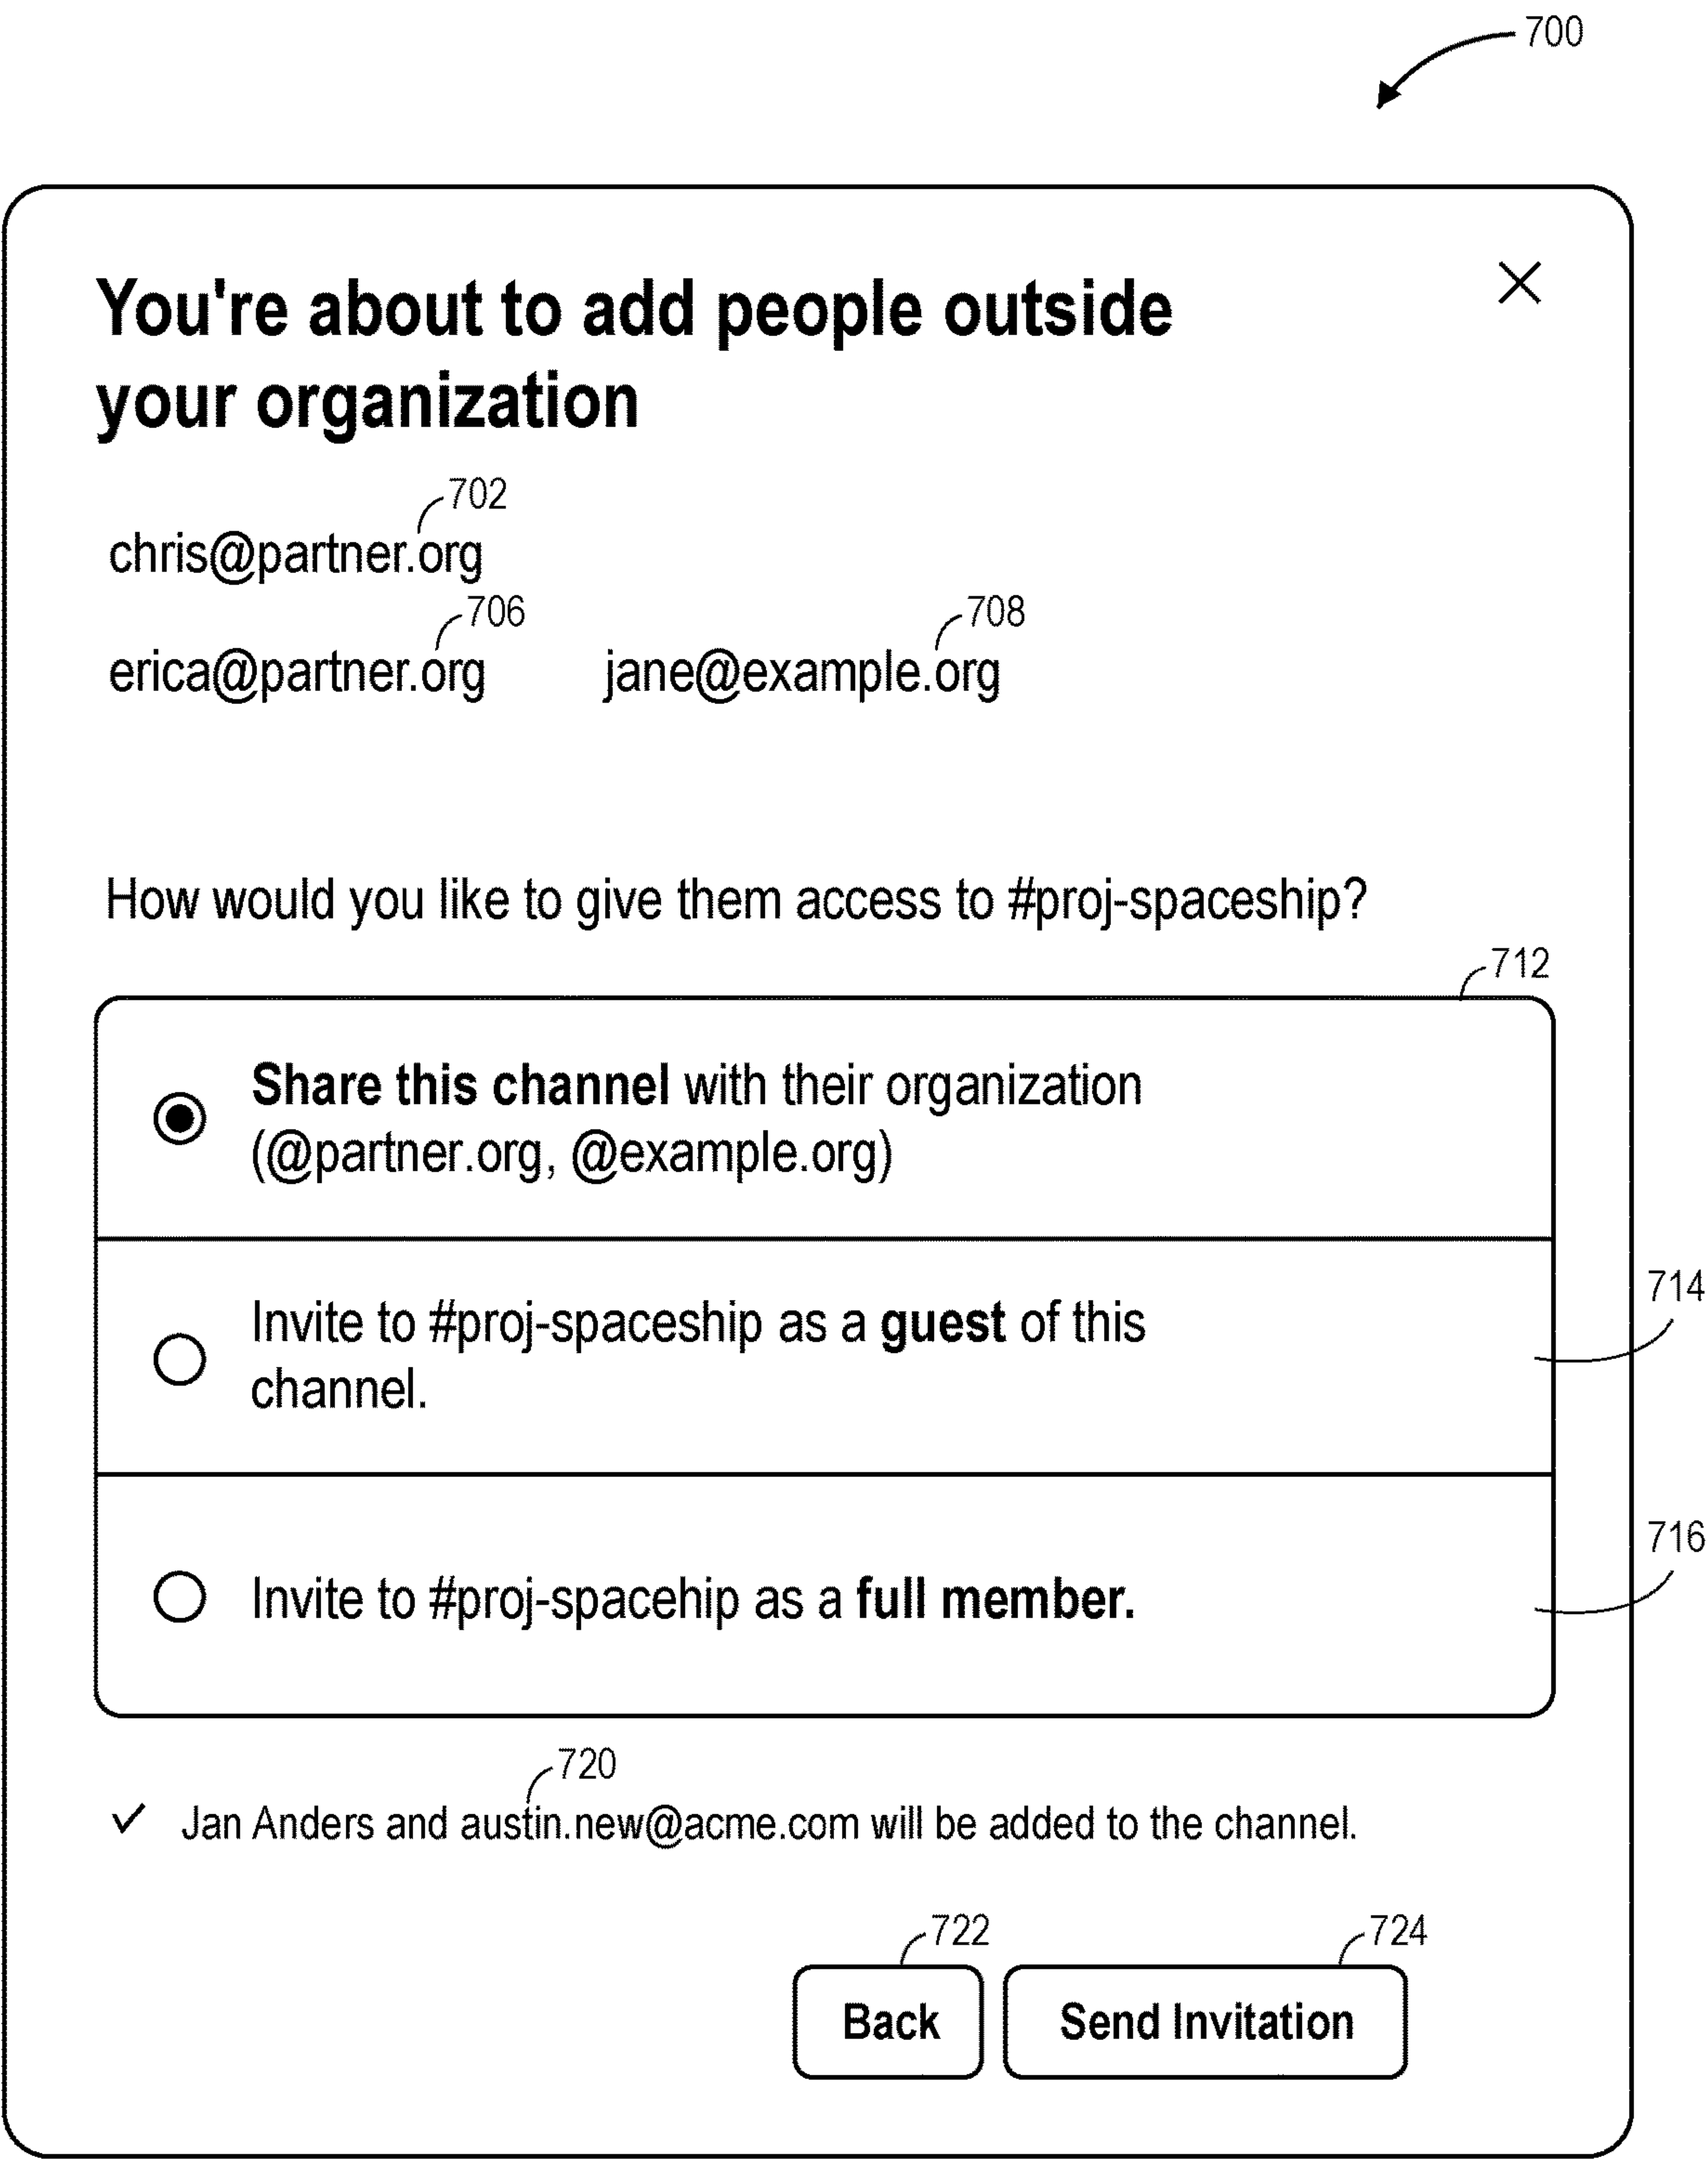 700
You're about to add people outside
your organization
702
chris@partner.org
706 708
erica@partner.org jane@example.org
How would you like to give them access to #proj-spaceship?
712
Share this channel with their organization
(@partner.org, @example.org)
714
Invite to #proj-spaceship as a guest of this
channel.
716
Invite to #proj-spacehip as a full member.
720
✓ Jan Anders and austin.new@acme.com will be added to the channel.
722 724
Back Send Invitation